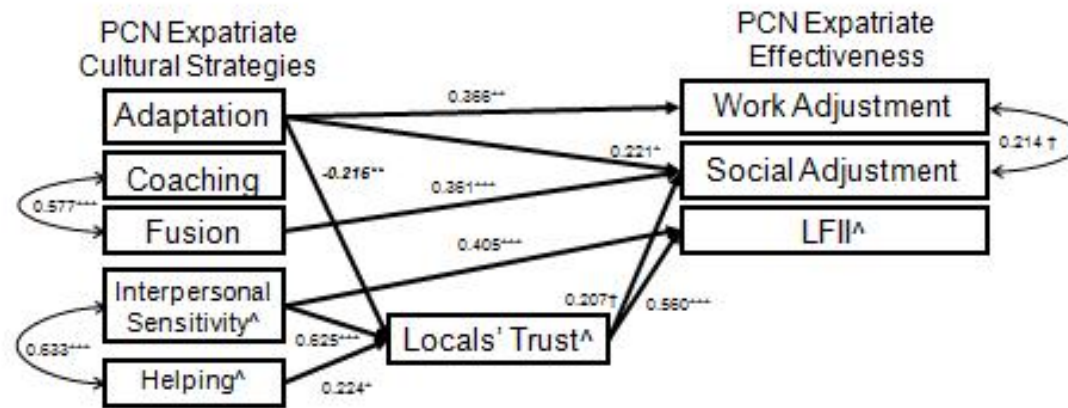 PCN Expatriate
Cultural Strategies
PCN Expatriate
Effectiveness
Adaptation
Coaching
Fusion
Interpersonal
Sensitivity^
Helping^
Locals' Trust^
Work Adjustment
Social Adjustment
LFII^
0.366**
0.221*
-0.216**
0.361***
0.405***
0.577***
0.633***
0.625***
0.224*
0.207†
0.560***
0.214 †